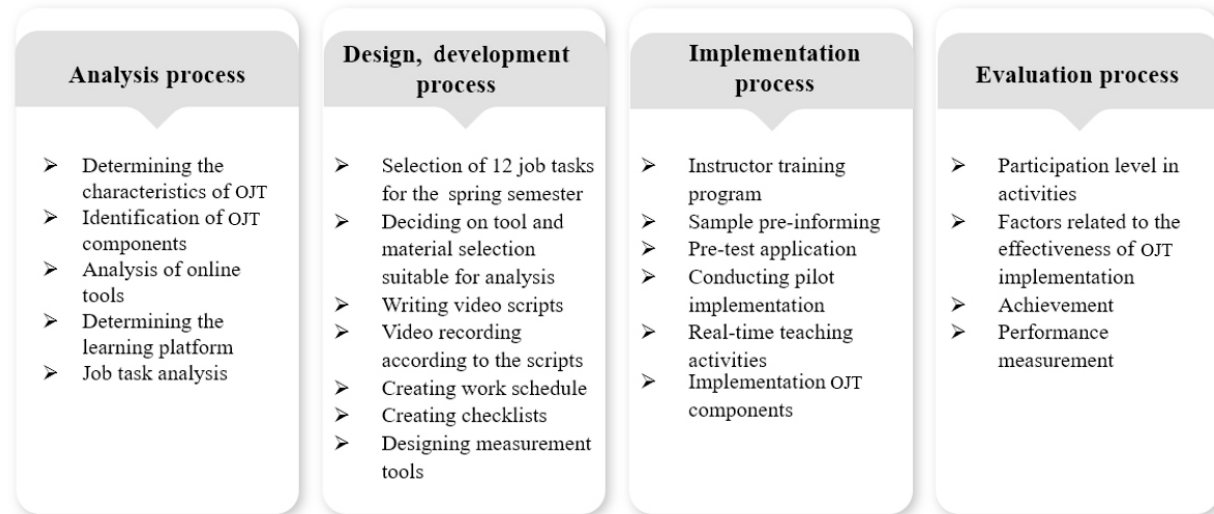 Analysis process
➢ Determining the
characteristics of OJT
➢ Identification of OJT
components
➢ Analysis of online
tools
➢ Determining the
learning platform
➢ Job task analysis
Design, development
process
➢ Selection of 12 job tasks
for the spring semester
➢ Deciding on tool and
material selection
suitable for analysis
➢ Writing video scripts
➢ Video recording
according to the scripts
➢ Creating work schedule
➢ Creating checklists
➢ Designing measurement
tools
Implementation
process
➢ Instructor training
program
➢ Sample pre-informing
➢ Pre-test application
➢ Conducting pilot
implementation
➢ Real-time teaching
activities
➢ Implementation OJT
components
Evaluation process
➢ Participation level in
activities
➢ Factors related to the
effectiveness of OJT
implementation
➢ Achievement
➢ Performance
measurement